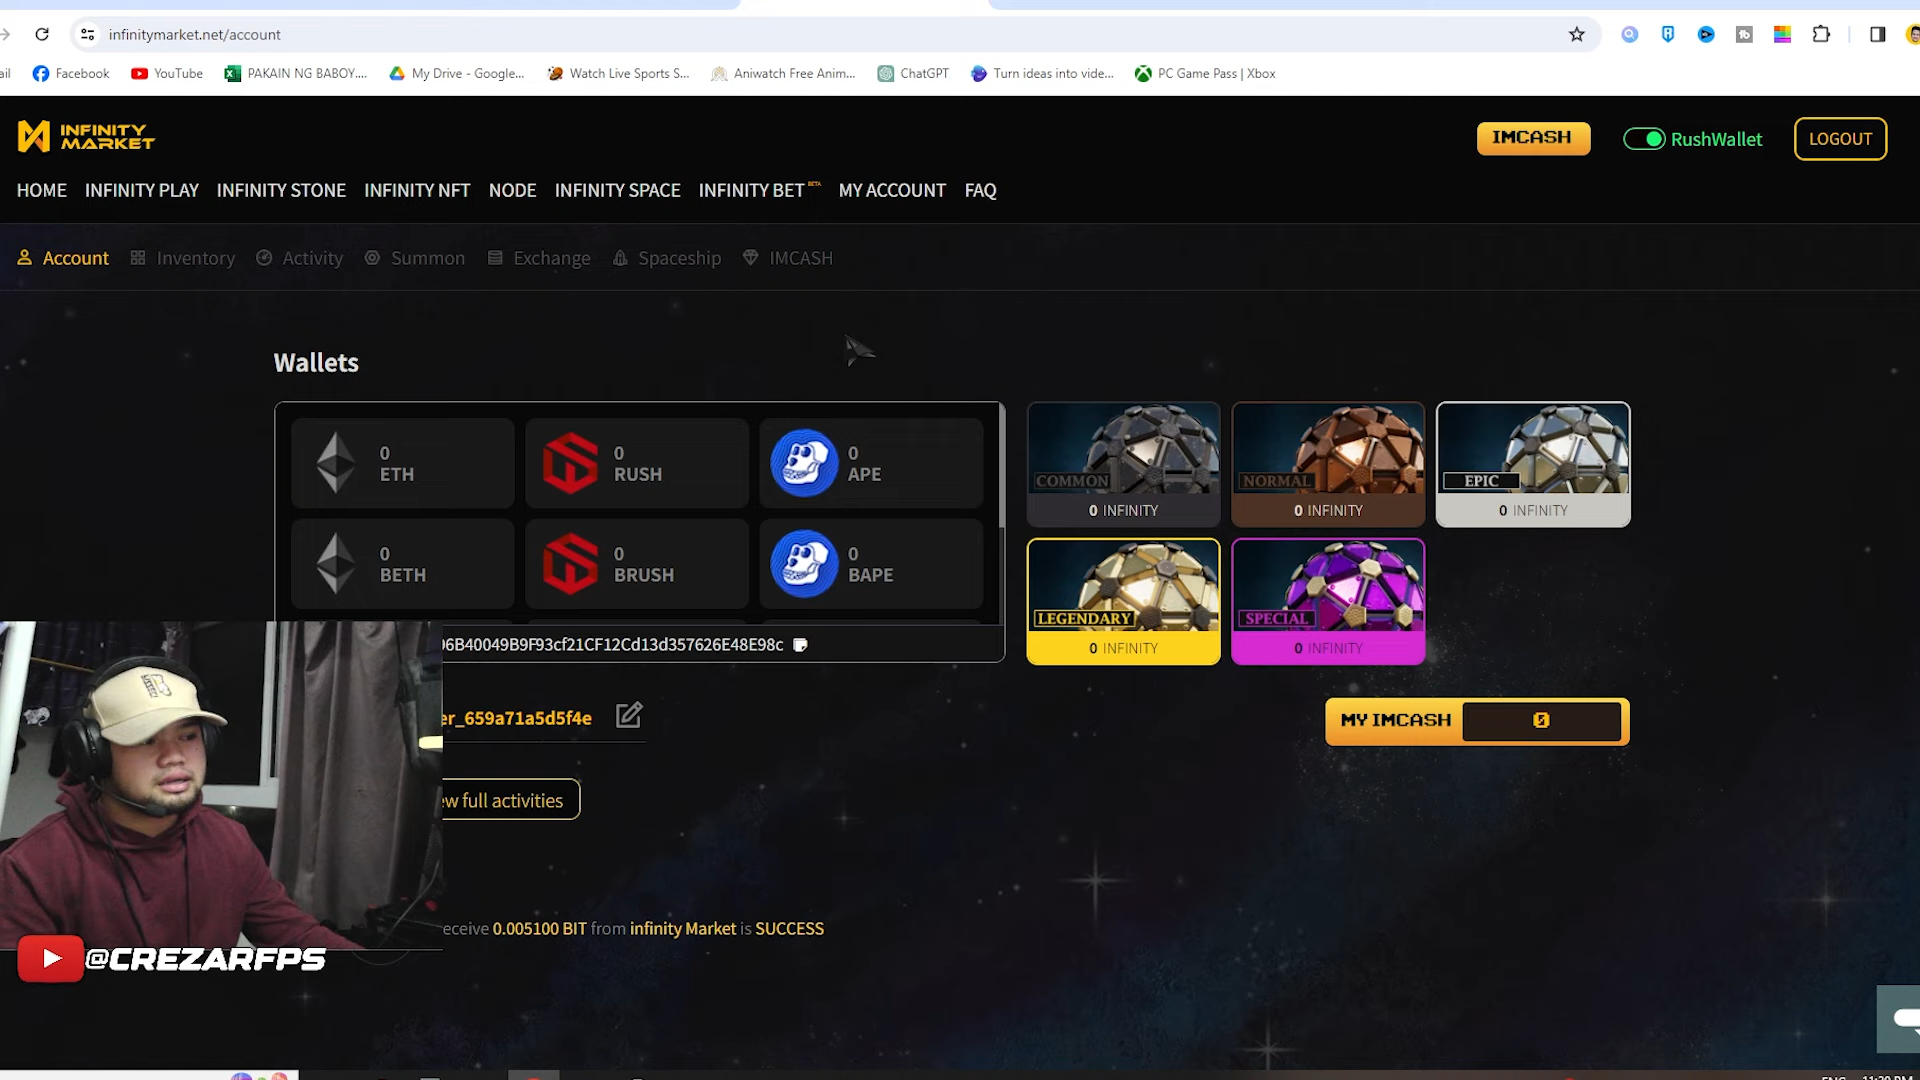 infinitymarket.net/account
ail
Facebook
YouTube
PAKAIN NG BABOY....
My Drive - Google...
Watch Live Sports S...
Aniwatch Free Anim...
ChatGPT
Turn ideas into vide...
PC Game Pass | Xbox
INFINITY
MARKET
IMCASH
RushWallet
LOGOUT
HOME
INFINITY PLAY
INFINITY STONE
INFINITY NFT
NODE
INFINITY SPACE
INFINITY BET BETA
MY ACCOUNT
FAQ
Account
Inventory
Activity
Summon
Exchange
Spaceship
IMCASH
Wallets
0
ETH
0
RUSH
0
APE
0
BETH
0
BRUSH
0
BAPE
COMMON
0 INFINITY
NORMAL
0 INFINITY
EPIC
0 INFINITY
LEGENDARY
0 INFINITY
SPECIAL
0 INFINITY
06B40049B9F93cf21CF12Cd13d357626E48E98c
er_659a71a5d5f4e
MY IMCASH
0
ew full activities
eceive 0.005100 BIT from infinity Market is SUCCESS
@CREZARFPS